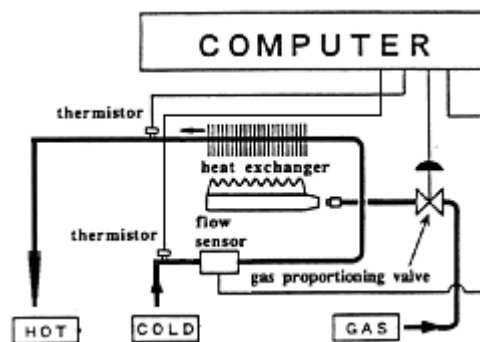 COMPUTER
thermistor
heat exchanger
flow
sensor
thermistor
gas proportioning valve
HOT
COLD
GAS